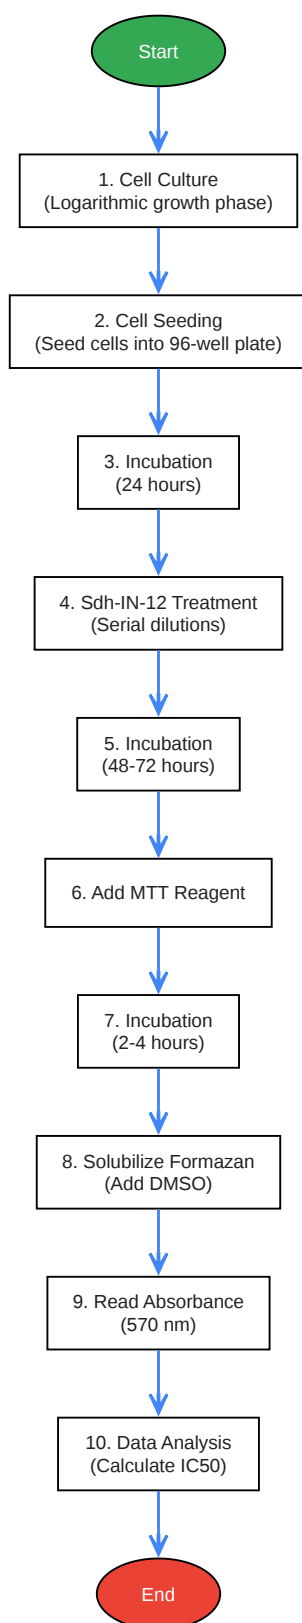 Start
1. Cell Culture
(Logarithmic growth phase)
2. Cell Seeding
(Seed cells into 96-well plate)
3. Incubation
(24 hours)
4. Sdh-IN-12 Treatment
(Serial dilutions)
5. Incubation
(48-72 hours)
6. Add MTT Reagent
7. Incubation
(2-4 hours)
8. Solubilize Formazan
(Add DMSO)
9. Read Absorbance
(570 nm)
10. Data Analysis
(Calculate IC50)
End